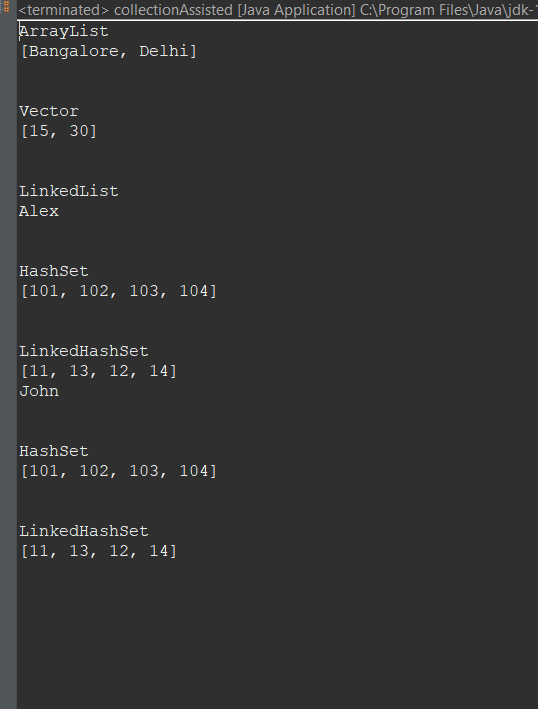 <terminated> collectionAssisted [Java Application] C:\Program Files\Java\jdk-1
ArrayList
[Bangalore, Delhi]
Vector
[15, 30]
LinkedList
Alex
HashSet
[101, 102, 103, 104]
LinkedHashSet
[11, 13, 12, 14]
John
HashSet
[101, 102, 103, 104]
LinkedHashSet
[11, 13, 12, 14]